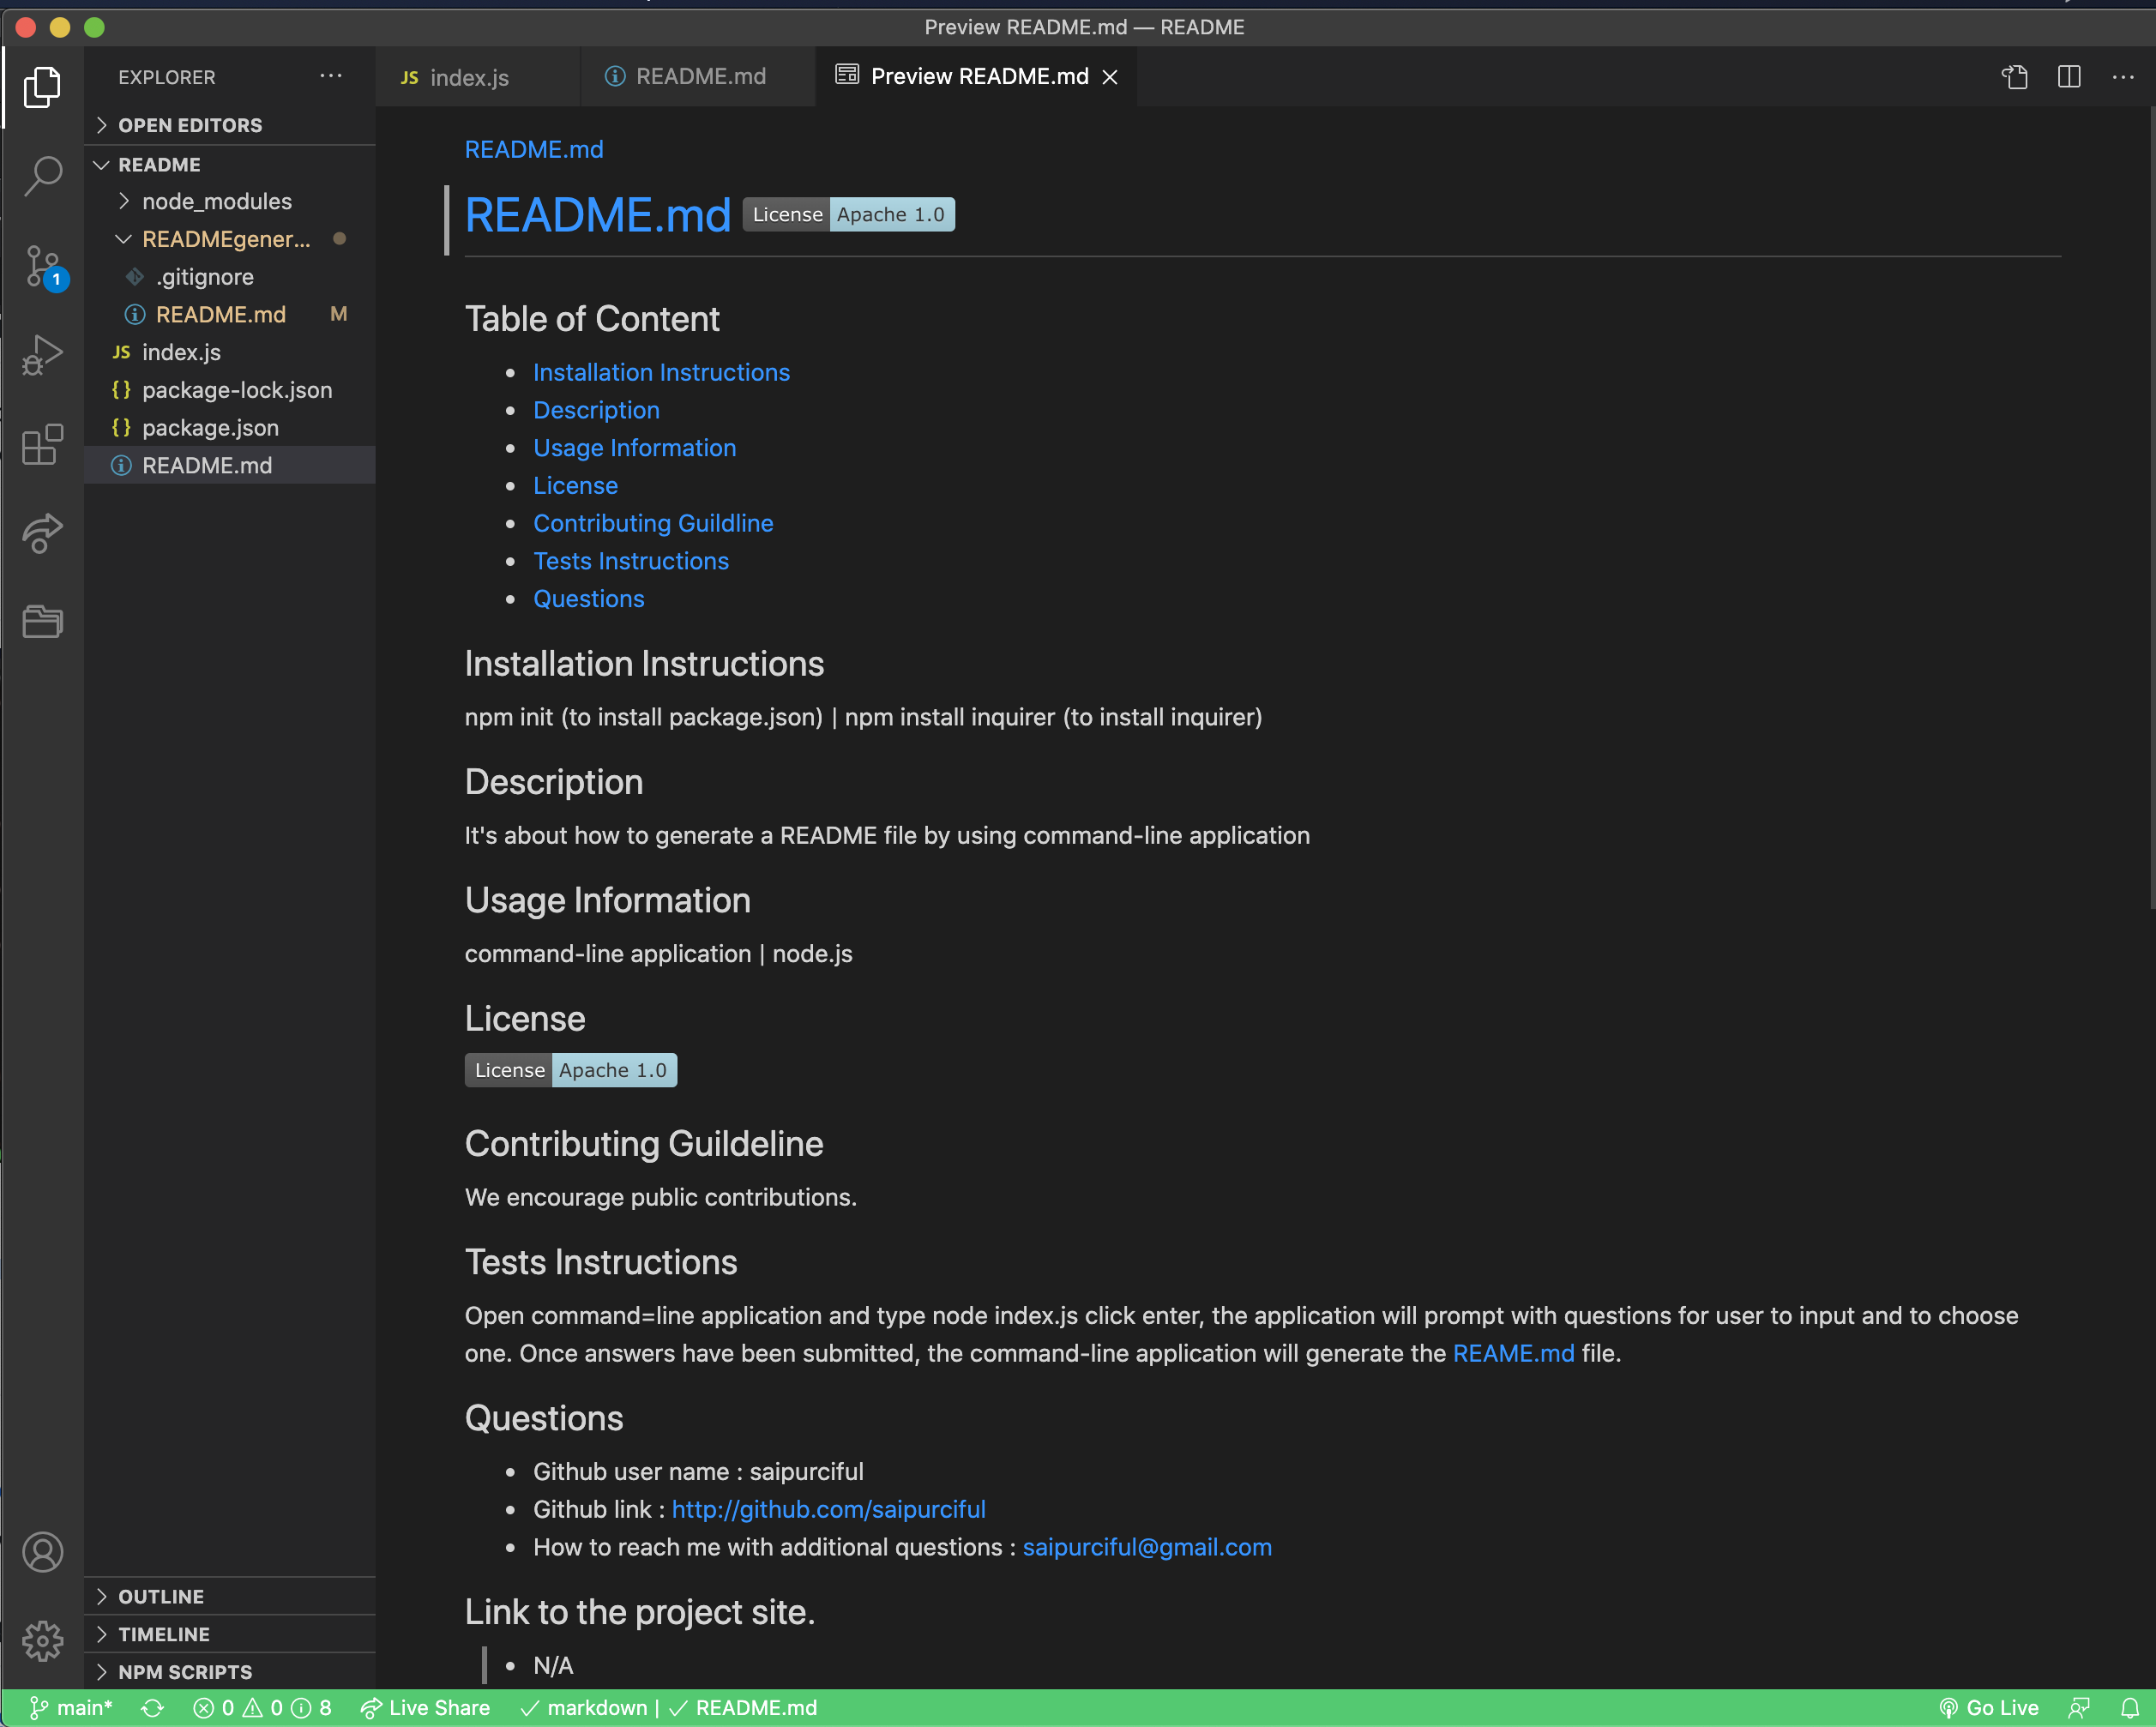 Preview README.md — README
EXPLORER ···
JS index.js
README.md
Preview README.md
OPEN EDITORS
README
node_modules
READMEgener...
.gitignore
README.md M
JS index.js
{} package-lock.json
{} package.json
README.md
1
README.md
README.md License Apache 1.0
Table of Content
• Installation Instructions
• Description
• Usage Information
• License
• Contributing Guildline
• Tests Instructions
• Questions
Installation Instructions
npm init (to install package.json) | npm install inquirer (to install inquirer)
Description
It's about how to generate a README file by using command-line application
Usage Information
command-line application | node.js
License
License Apache 1.0
Contributing Guildeline
We encourage public contributions.
Tests Instructions
Open command=line application and type node index.js click enter, the application will prompt with questions for user to input and to choose
one. Once answers have been submitted, the command-line application will generate the REAME.md file.
Questions
• Github user name : saipurciful
• Github link : http://github.com/saipurciful
• How to reach me with additional questions : saipurciful@gmail.com
Link to the project site.
• N/A
OUTLINE
TIMELINE
NPM SCRIPTS
main* 0 0 8 Live Share markdown | README.md Go Live